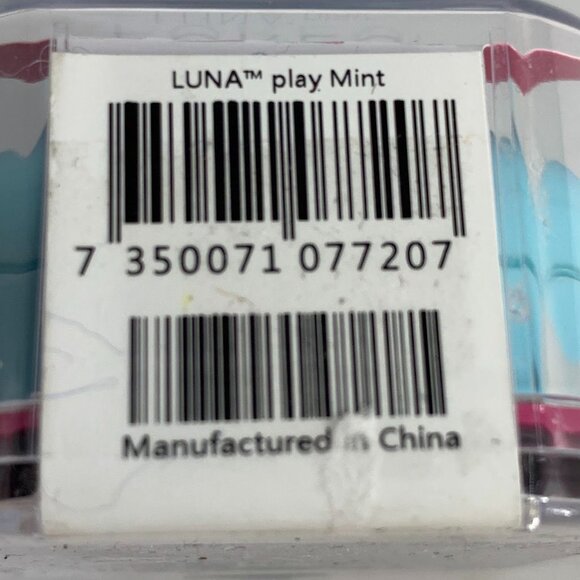 LUNA™ play Mint
7 350071 077207
Manufactured in China